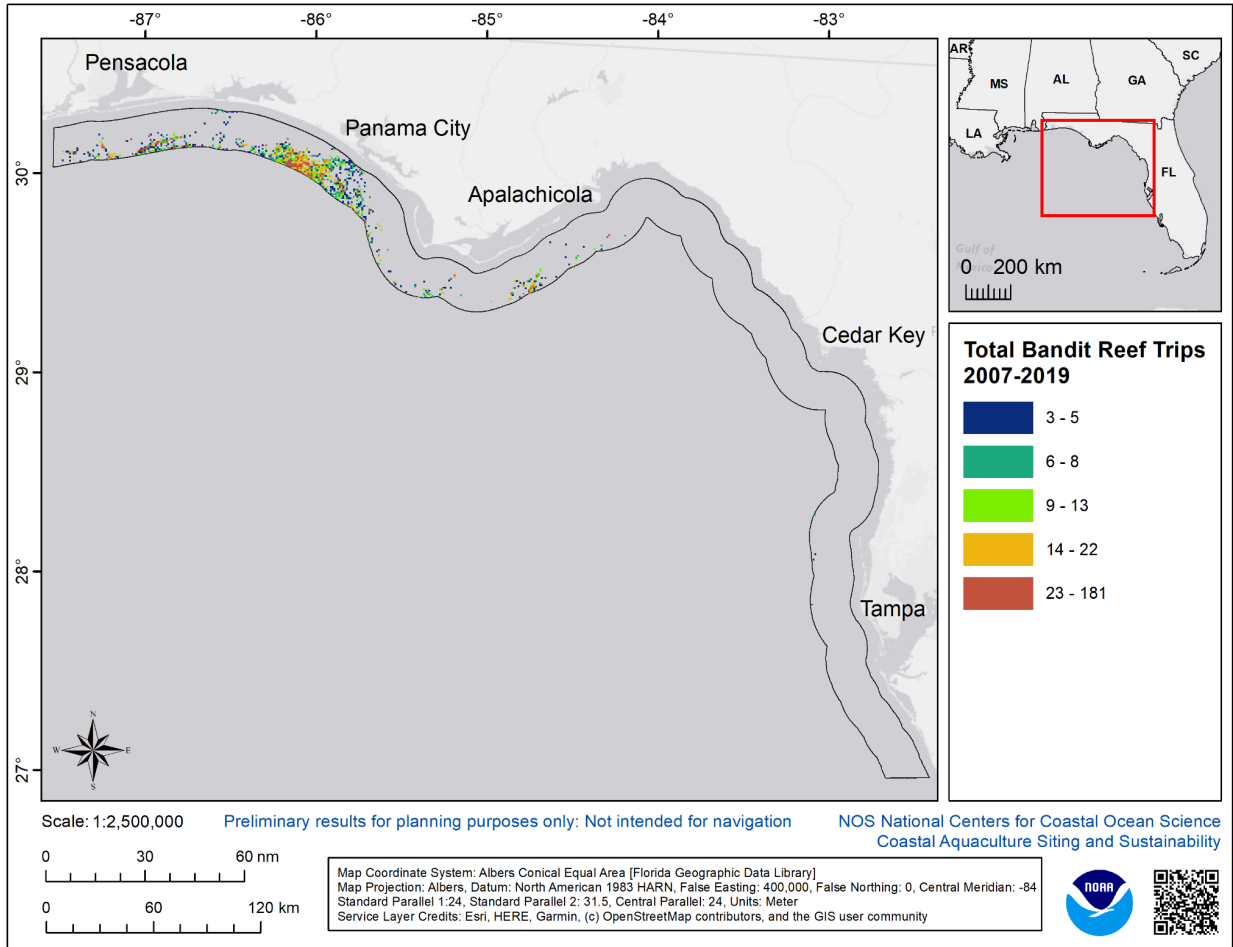 -87° -86° -85° -84° -83°
30°
29°
28°
27°
Pensacola
Panama City
Apalachicola
Cedar Key
Tampa
N
W E
S
AR
MS
AL
GA
SC
LA
FL
Gulf of
0 200 km
Total Bandit Reef Trips
2007-2019
3 - 5
6 - 8
9 - 13
14 - 22
23 - 181
Scale: 1:2,500,000
Preliminary results for planning purposes only: Not intended for navigation
NOS National Centers for Coastal Ocean Science
Coastal Aquaculture Siting and Sustainability
0 30 60 nm
0 60 120 km
Map Coordinate System: Albers Conical Equal Area [Florida Geographic Data Library]
Map Projection: Albers, Datum: North American 1983 HARN, False Easting: 400,000, False Northing: 0, Central Meridian: -84
Standard Parallel 1:24, Standard Parallel 2: 31.5, Central Parallel: 24, Units: Meter
Service Layer Credits: Esri, HERE, Garmin, (c) OpenStreetMap contributors, and the GIS user community
NOAA